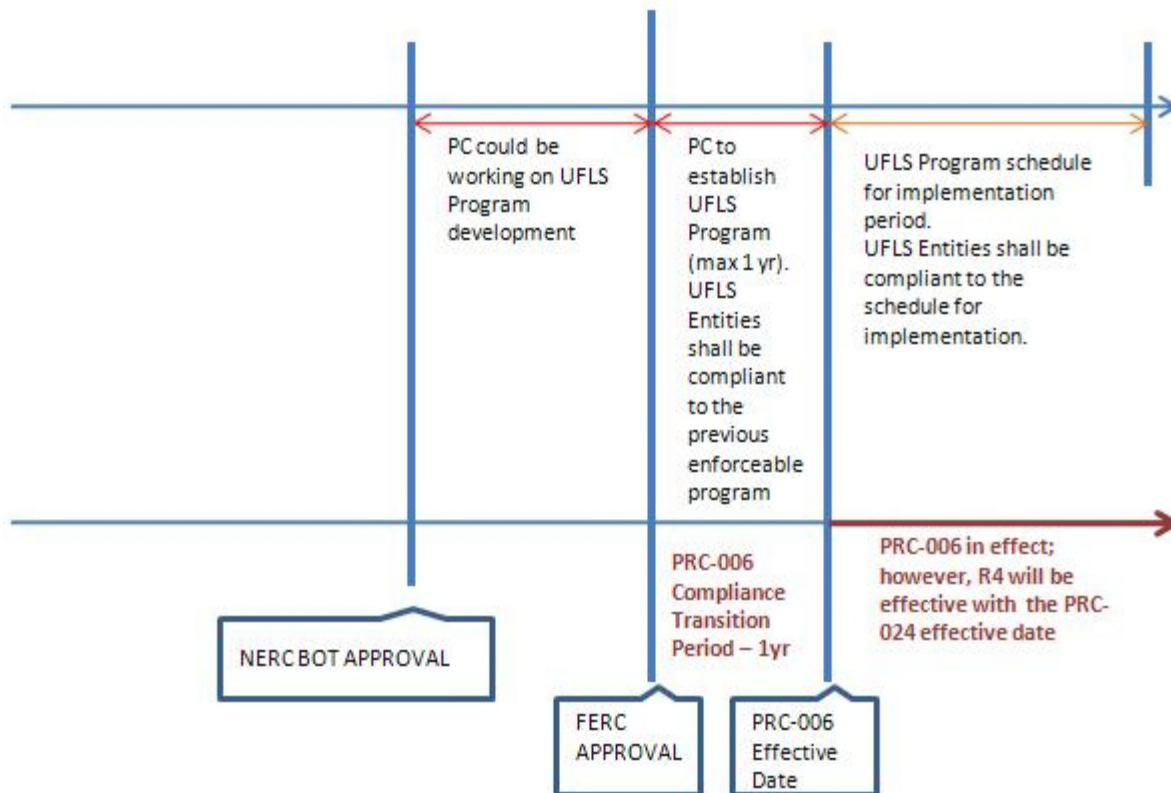 PC could be
working on UFLS
Program
development
PC to
establish
UFLS
Program
(max 1 yr).
UFLS
Entities
shall be
compliant
to the
previous
enforceable
program
UFLS Program schedule
for implementation
period.
UFLS Entities shall be
compliant to the
schedule for
implementation.
PRC-006
Compliance
Transition
Period – 1yr
PRC-006 in effect;
however, R4 will be
effective with the PRC-
024 effective date
NERC BOT APPROVAL
FERC
APPROVAL
PRC-006
Effective
Date